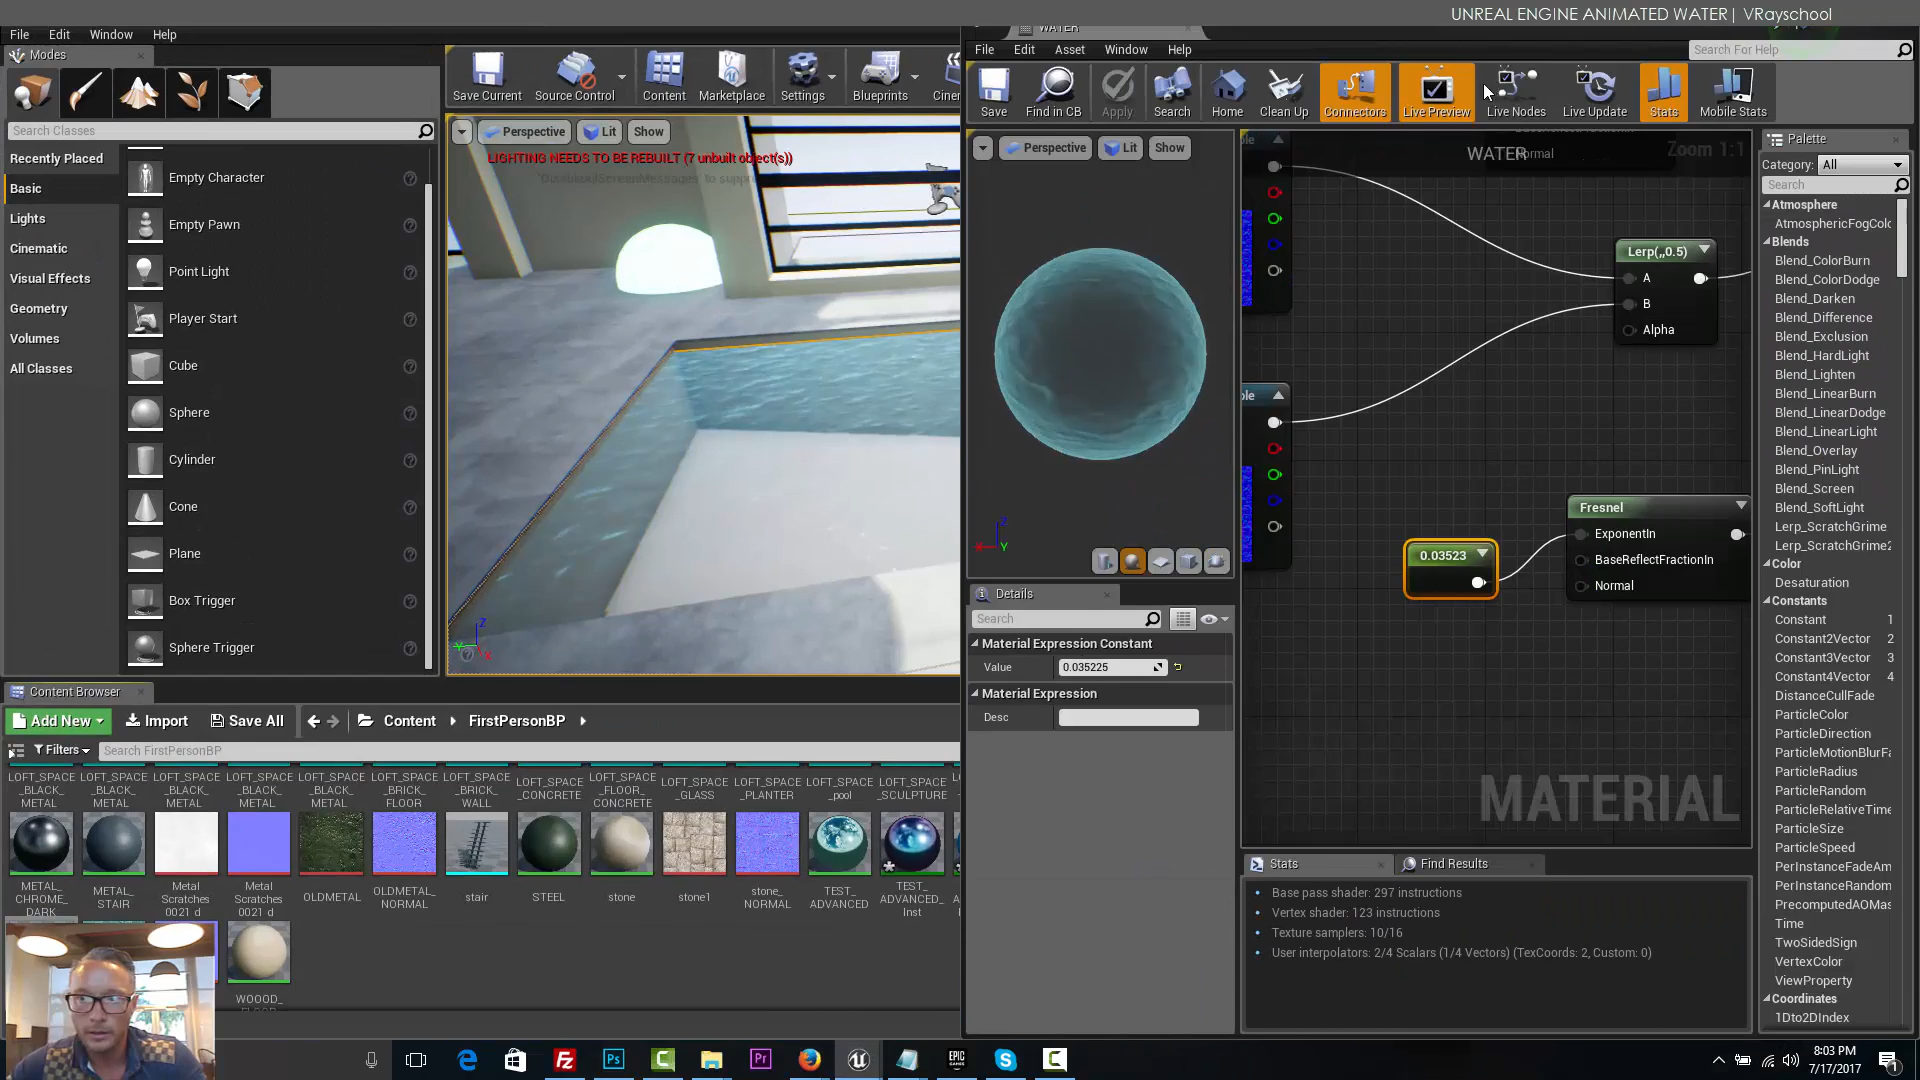 UNREAL ENGINE ANIMATED WATER| VRayschool
File Edit Window Help
Modes
Search Classes
Recently Placed
Basic
Lights
Cinematic
Visual Effects
Geometry
Volumes
All Classes
Empty Character
Empty Pawn
Point Light
Player Start
Cube
Sphere
Cylinder
Cone
Plane
Box Trigger
Sphere Trigger
Save Current
Source Control
Content
Marketplace
Settings
Blueprints
Perspective Lit Show
LIGHTING NEEDS TO BE REBUILT (7 unbuilt object(s))
WATER
File Edit Asset Window Help
Search For Help
Save
Find in CB
Apply
Search
Home
Clean Up
Connectors
Live Preview
Live Nodes
Live Update
Stats
Mobile Stats
Perspective Lit Show
WATER
Normal
Zoom 1:1
Lerp(,,0.5)
A
B
Alpha
Fresnel
ExponentIn
BaseReflectFractionIn
Normal
0.03523
MATERIAL
Details
Search
Material Expression Constant
Value 0.035225
Material Expression
Desc
Stats
Find Results
Base pass shader: 297 instructions
Vertex shader: 123 instructions
Texture samplers: 10/16
User interpolators: 2/4 Scalars (1/4 Vectors) (TexCoords: 2, Custom: 0)
Palette
Category: All
Search
Atmosphere
AtmosphericFogColo
Blends
Blend_ColorBurn
Blend_ColorDodge
Blend_Darken
Blend_Difference
Blend_Exclusion
Blend_HardLight
Blend_Lighten
Blend_LinearBurn
Blend_LinearDodge
Blend_LinearLight
Blend_Overlay
Blend_PinLight
Blend_Screen
Blend_SoftLight
Lerp_ScratchGrime
Lerp_ScratchGrime2
Color
Desaturation
Constants
Constant 1
Constant2Vector 2
Constant3Vector 3
Constant4Vector 4
DistanceCullFade
ParticleColor
ParticleDirection
ParticleMotionBlurFa
ParticleRadius
ParticleRandom
ParticleRelativeTime
ParticleSize
ParticleSpeed
PerInstanceFadeAm
PerInstanceRandom
PrecomputedAOMas
Time
TwoSidedSign
VertexColor
ViewProperty
Coordinates
1Dto2DIndex
Content Browser
Add New Import Save All Content FirstPersonBP
Filters Search FirstPersonBP
LOFT_SPACE_BLACK_METAL
LOFT_SPACE_BLACK_METAL
LOFT_SPACE_BLACK_METAL
LOFT_SPACE_BLACK_METAL
LOFT_SPACE_BLACK_METAL
LOFT_SPACE_BRICK_FLOOR
LOFT_SPACE_BRICK_WALL
LOFT_SPACE_CONCRETE
LOFT_SPACE_FLOOR_CONCRETE
LOFT_SPACE_GLASS
LOFT_SPACE_PLANTER
LOFT_SPACE_pool
LOFT_SPACE_SCULPTURE
METAL_CHROME_DARK
METAL_STAIR
Metal Scratches 0021 d
Metal Scratches 0021 d
OLDMETAL
OLDMETAL_NORMAL
stair
STEEL
stone
stone1
stone_NORMAL
TEST_ADVANCED
TEST_ADVANCED_Inst
WOOOD_
8:03 PM
7/17/2017